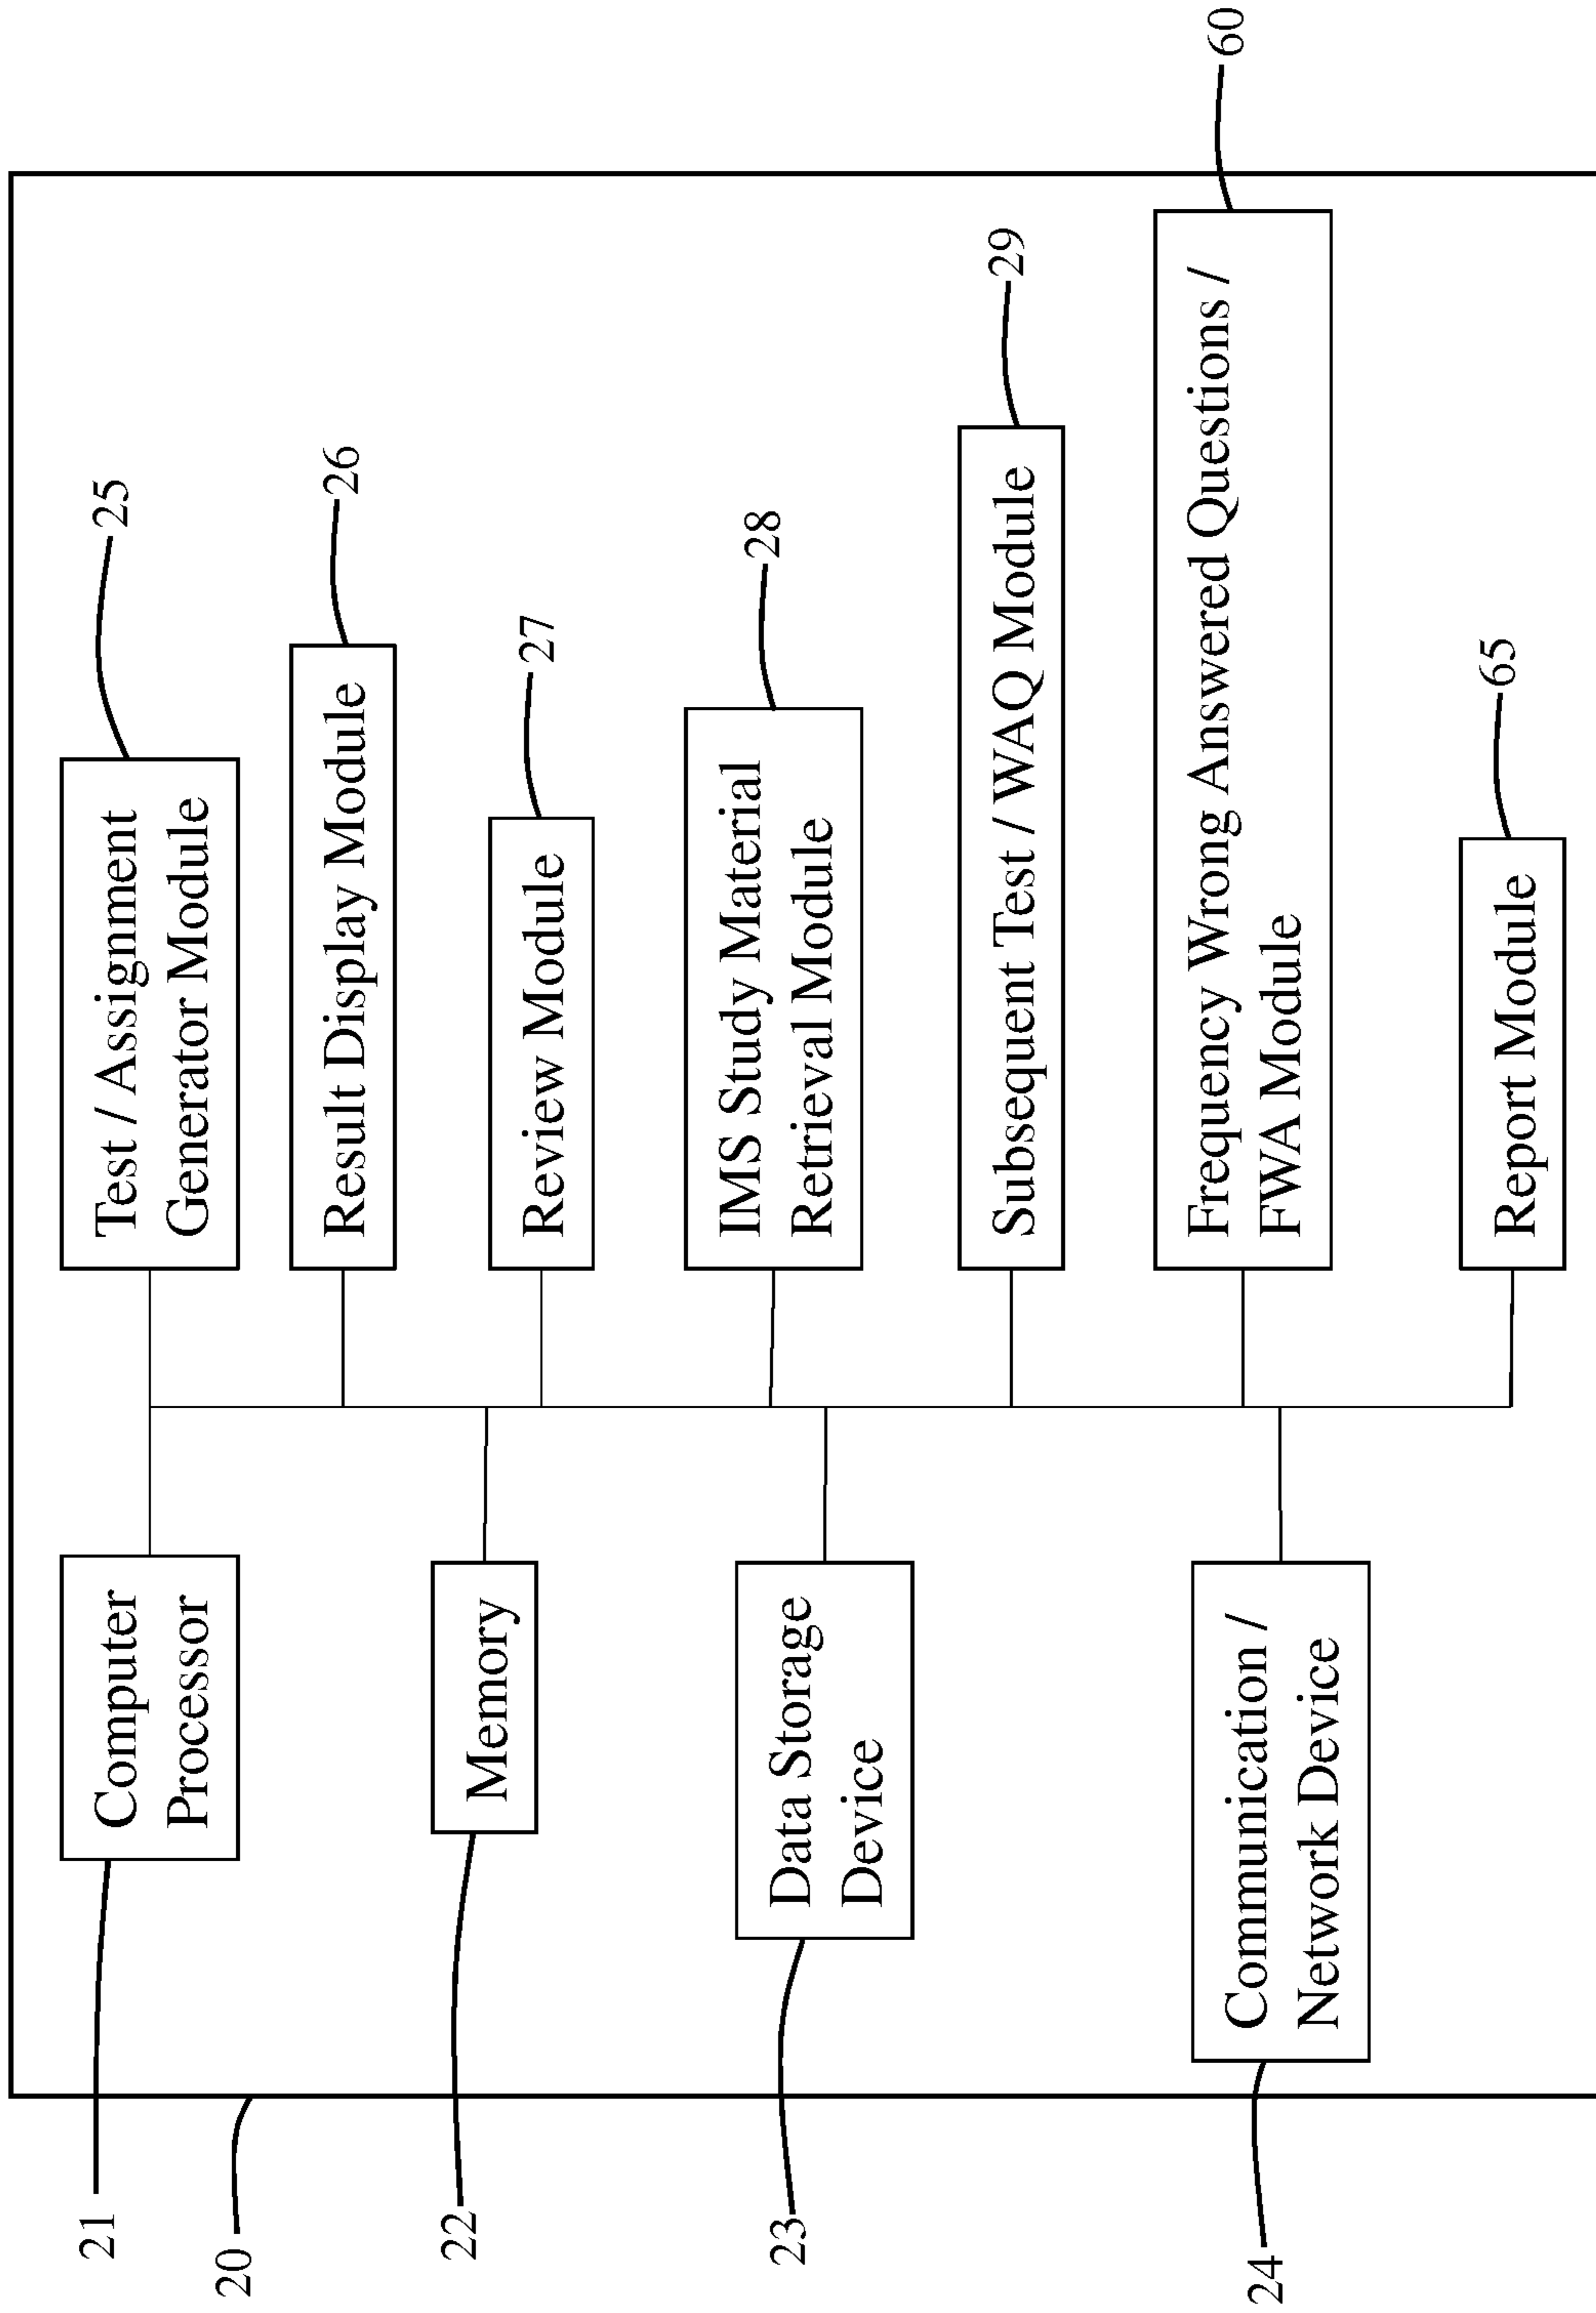 21
Computer
Processor
20
22
Memory
23
Data Storage
Device
24
Communication /
Network Device
Test / Assignment
Generator Module
25
Result Display Module
26
Review Module
27
IMS Study Material
Retrieval Module
28
Subsequent Test / WAQ Module
29
Frequency Wrong Answered Questions /
FWA Module
60
Report Module
65